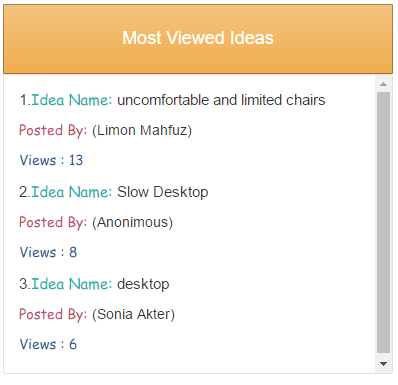 Most Viewed Ideas
1.Idea Name: uncomfortable and limited chairs
Posted By: (Limon Mahfuz)
Views : 13
2.Idea Name: Slow Desktop
Posted By: (Anonimous)
Views : 8
3.Idea Name: desktop
Posted By: (Sonia Akter)
Views : 6